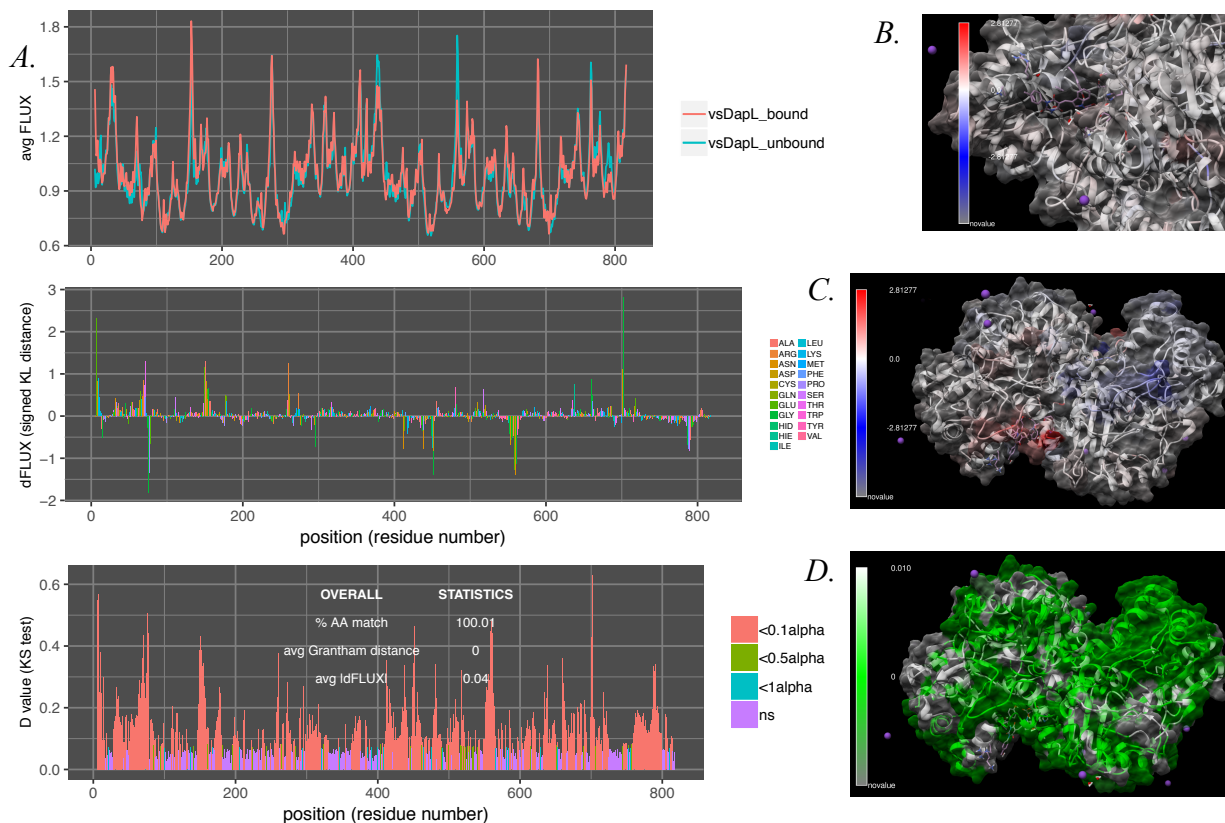 A.
1.8
1.5
1.2
0.9
0.6
avg FLUX
0 200 400 600 800
vsDapL_bound
vsDapL_unbound
3
2
1
0
−1
−2
dFLUX (signed KL distance)
0 200 400 600 800
position (residue number)
ALA LEU
ARG LYS
ASN MET
ASP PHE
CYS PRO
GLN SER
GLU THR
GLY TRP
HID TYR
HIE VAL
ILE
0.6
0.4
0.2
0.0
D value (KS test)
OVERALL STATISTICS
% AA match 100.01
avg Grantham distance 0
avg |dFLUX| 0.04
0 200 400 600 800
position (residue number)
<0.1alpha
<0.5alpha
<1alpha
ns
B.
2.81277
-2.81277
novalue
C.
2.81277
0.0
-2.81277
novalue
D.
0.010
0
novalue